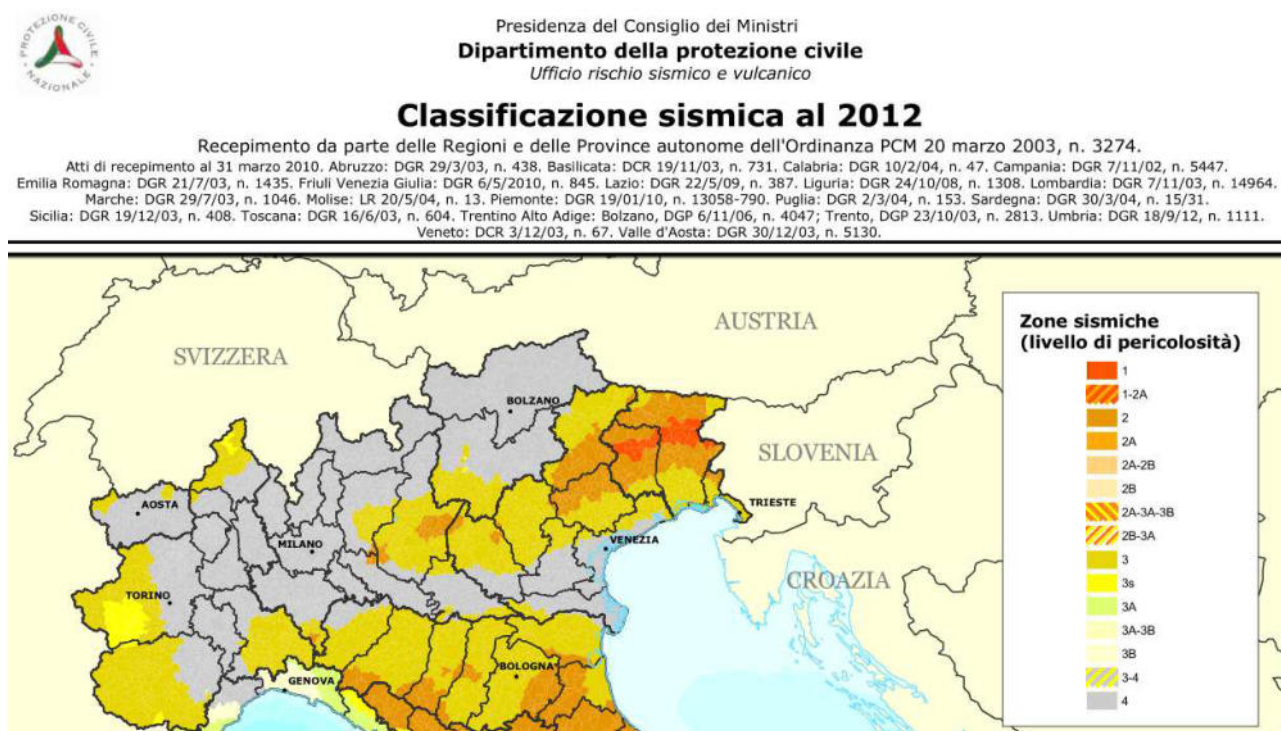 PROTEZIONE CIVILE
NAZIONALE
Presidenza del Consiglio dei Ministri
Dipartimento della protezione civile
Ufficio rischio sismico e vulcanico
Classificazione sismica al 2012
Recepimento da parte delle Regioni e delle Province autonome dell'Ordinanza PCM 20 marzo 2003, n. 3274.
Atti di recepimento al 31 marzo 2010. Abruzzo: DGR 29/3/03, n. 438. Basilicata: DCR 19/11/03, n. 731. Calabria: DGR 10/2/04, n. 47. Campania: DGR 7/11/02, n. 5447.
Emilia Romagna: DGR 21/7/03, n. 1435. Friuli Venezia Giulia: DGR 6/5/2010, n. 845. Lazio: DGR 22/5/09, n. 387. Liguria: DGR 24/10/08, n. 1308. Lombardia: DGR 7/11/03, n. 14964.
Marche: DGR 29/7/03, n. 1046. Molise: LR 20/5/04, n. 13. Piemonte: DGR 19/01/10, n. 13058-790. Puglia: DGR 2/3/04, n. 153. Sardegna: DGR 30/3/04, n. 15/31.
Sicilia: DGR 19/12/03, n. 408. Toscana: DGR 16/6/03, n. 604. Trentino Alto Adige: Bolzano, DGP 6/11/06, n. 4047; Trento, DGP 23/10/03, n. 2813. Umbria: DGR 18/9/12, n. 1111.
Veneto: DCR 3/12/03, n. 67. Valle d'Aosta: DGR 30/12/03, n. 5130.
AUSTRIA
SVIZZERA
BOLZANO
SLOVENIA
AOSTA
TRIESTE
MILANO
VENEZIA
CROAZIA
TORINO
BOLOGNA
GENOVA
Zone sismiche
(livello di pericolosità)
1
1-2A
2
2A
2A-2B
2B
2A-3A-3B
2B-3A
3
3s
3A
3A-3B
3B
3-4
4